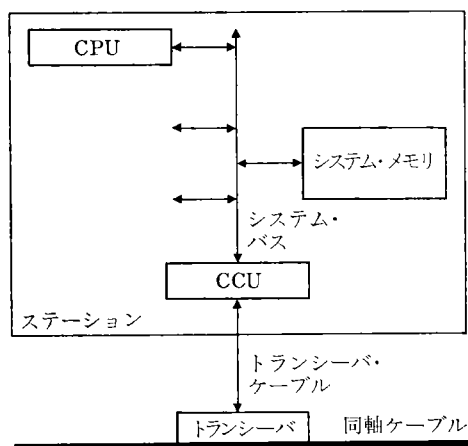 CPU
システム・メモリ
システム・
バス
CCU
ステーション
トランシーバ・
ケーブル
トランシーバ
同軸ケーブル